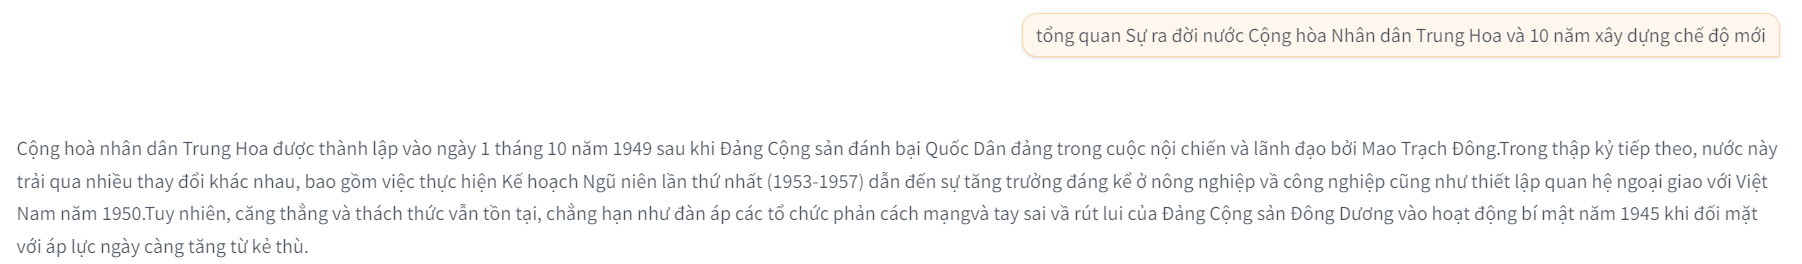 tổng quan Sự ra đời nước Cộng hòa Nhân dân Trung Hoa và 10 năm xây dựng chế độ mới
Cộng hoà nhân dân Trung Hoa được thành lập vào ngày 1 tháng 10 năm 1949 sau khi Đảng Cộng sản đánh bại Quốc Dân đảng trong cuộc nội chiến và lãnh đạo bởi Mao Trạch Đông.Trong thập kỷ tiếp theo, nước này
trải qua nhiều thay đổi khác nhau, bao gồm việc thực hiện Kế hoạch Ngũ niên lần thứ nhất (1953-1957) dẫn đến sự tăng trưởng đáng kể ở nông nghiệp vầ công nghiệp cũng như thiết lập quan hệ ngoại giao với Việt
Nam năm 1950.Tuy nhiên, căng thẳng và thách thức vẫn tồn tại, chẳng hạn như đàn áp các tổ chức phản cách mạngvà tay sai vầ rút lui của Đảng Cộng sản Đông Dương vào hoạt động bí mật năm 1945 khi đối mặt
với áp lực ngày càng tăng từ kẻ thù.